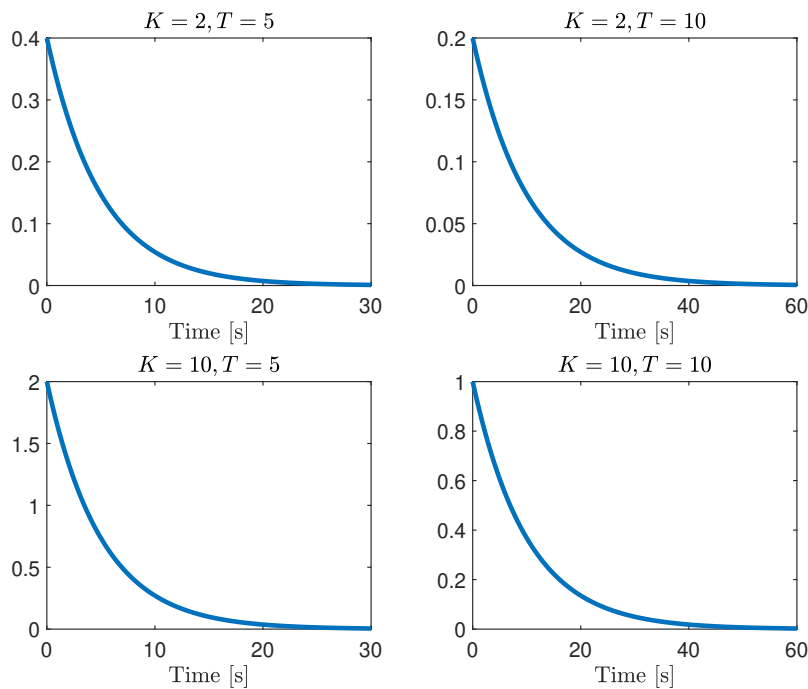 K = 2, T = 5
0.4
0.3
0.2
0.1
0
0 10 20 30
Time [s]
K = 2, T = 10
0.2
0.15
0.1
0.05
0
0 20 40 60
Time [s]
K = 10, T = 5
2
1.5
1
0.5
0
0 10 20 30
Time [s]
K = 10, T = 10
1
0.8
0.6
0.4
0.2
0
0 20 40 60
Time [s]